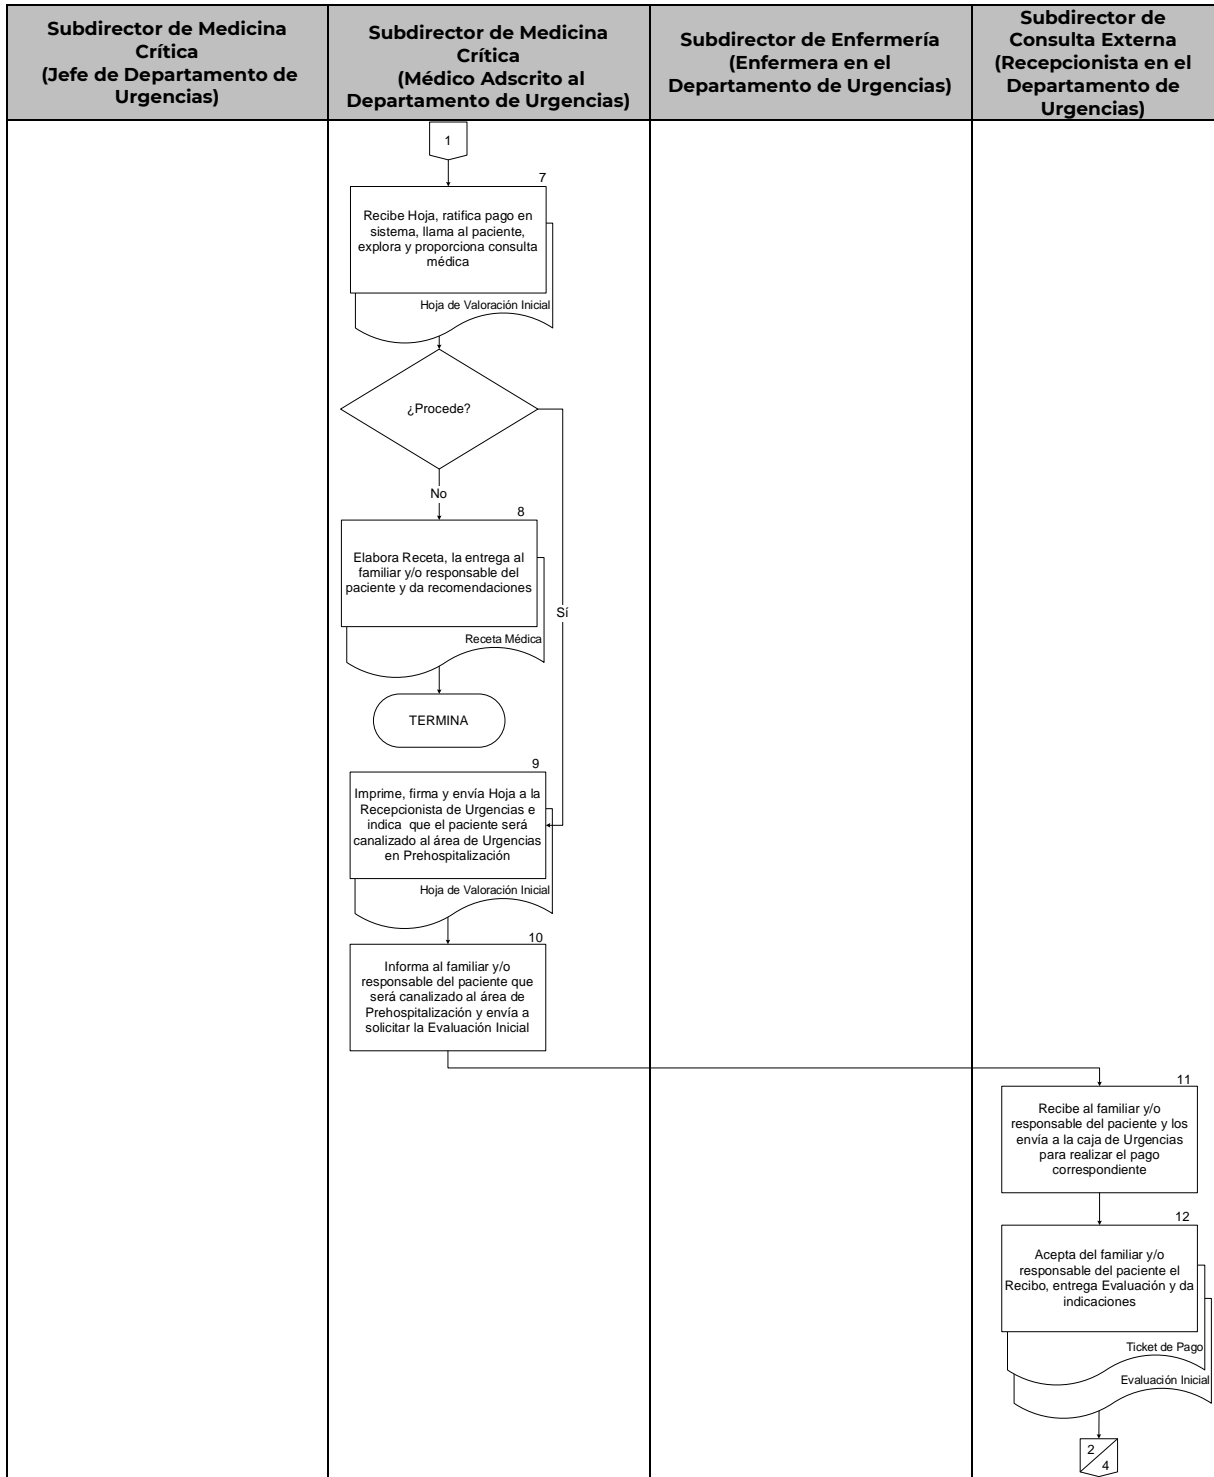 Subdirector de Medicina
Crítica
(Jefe de Departamento de
Urgencias)
Subdirector de Medicina
Crítica
(Médico Adscrito al
Departamento de Urgencias)
Subdirector de Enfermería
(Enfermera en el
Departamento de Urgencias)
Subdirector de
Consulta Externa
(Recepcionista en el
Departamento de
Urgencias)
1
7
Recibe Hoja, ratifica pago en
sistema, llama al paciente,
explora y proporciona consulta
médica
Hoja de Valoración Inicial
¿Procede?
No
Sí
8
Elabora Receta, la entrega al
familiar y/o responsable del
paciente y da recomendaciones
Receta Médica
TERMINA
9
Imprime, firma y envía Hoja a la
Recepcionista de Urgencias e
indica que el paciente será
canalizado al área de Urgencias
en Prehospitalización
Hoja de Valoración Inicial
10
Informa al familiar y/o
responsable del paciente que
será canalizado al área de
Prehospitalización y envía a
solicitar la Evaluación Inicial
11
Recibe al familiar y/o
responsable del paciente y los
envía a la caja de Urgencias
para realizar el pago
correspondiente
12
Acepta del familiar y/o
responsable del paciente el
Recibo, entrega Evaluación y da
indicaciones
Ticket de Pago
Evaluación Inicial
2
4